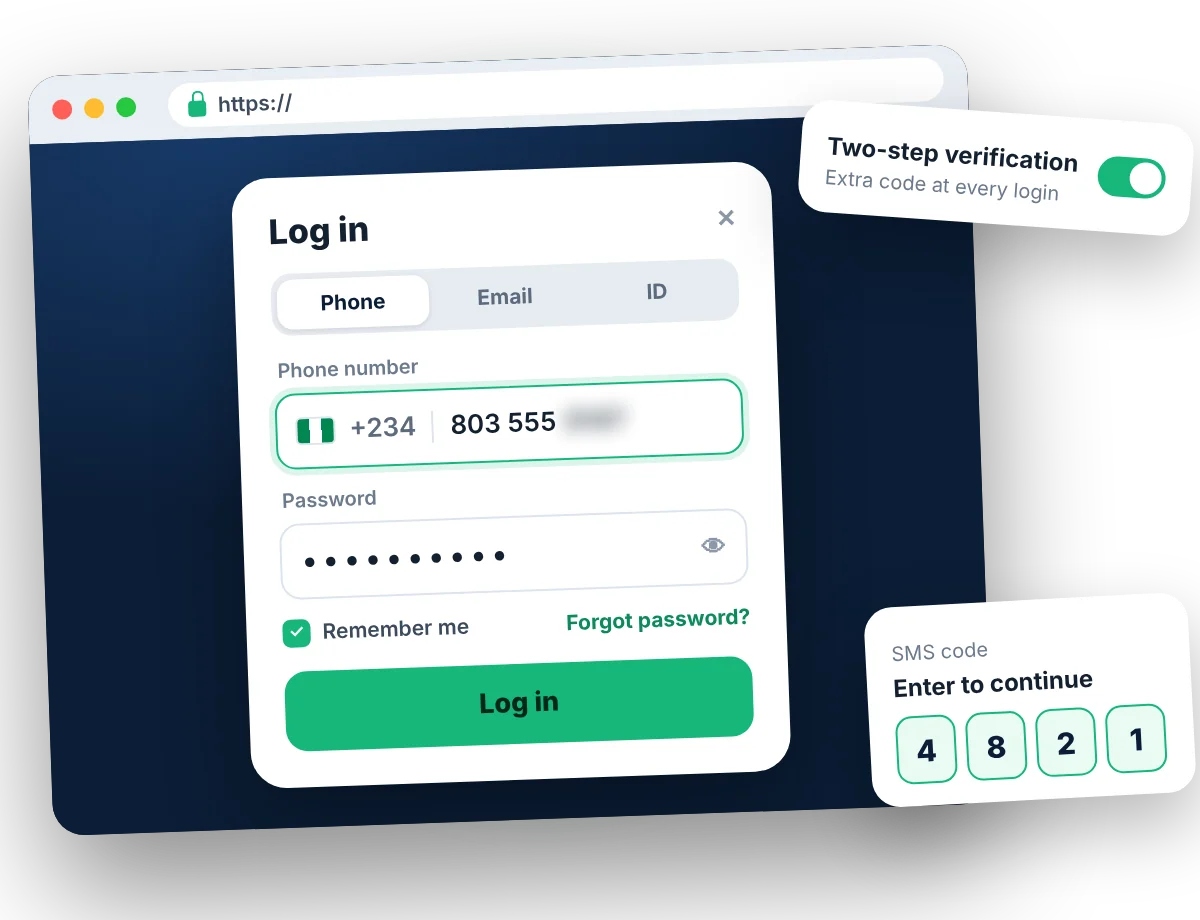 https://
Two-step verification
Extra code at every login
Log in
Phone Email ID
Phone number
+234 803 555
Password
Remember me Forgot password?
Log in
SMS code
Enter to continue
4 8 2 1